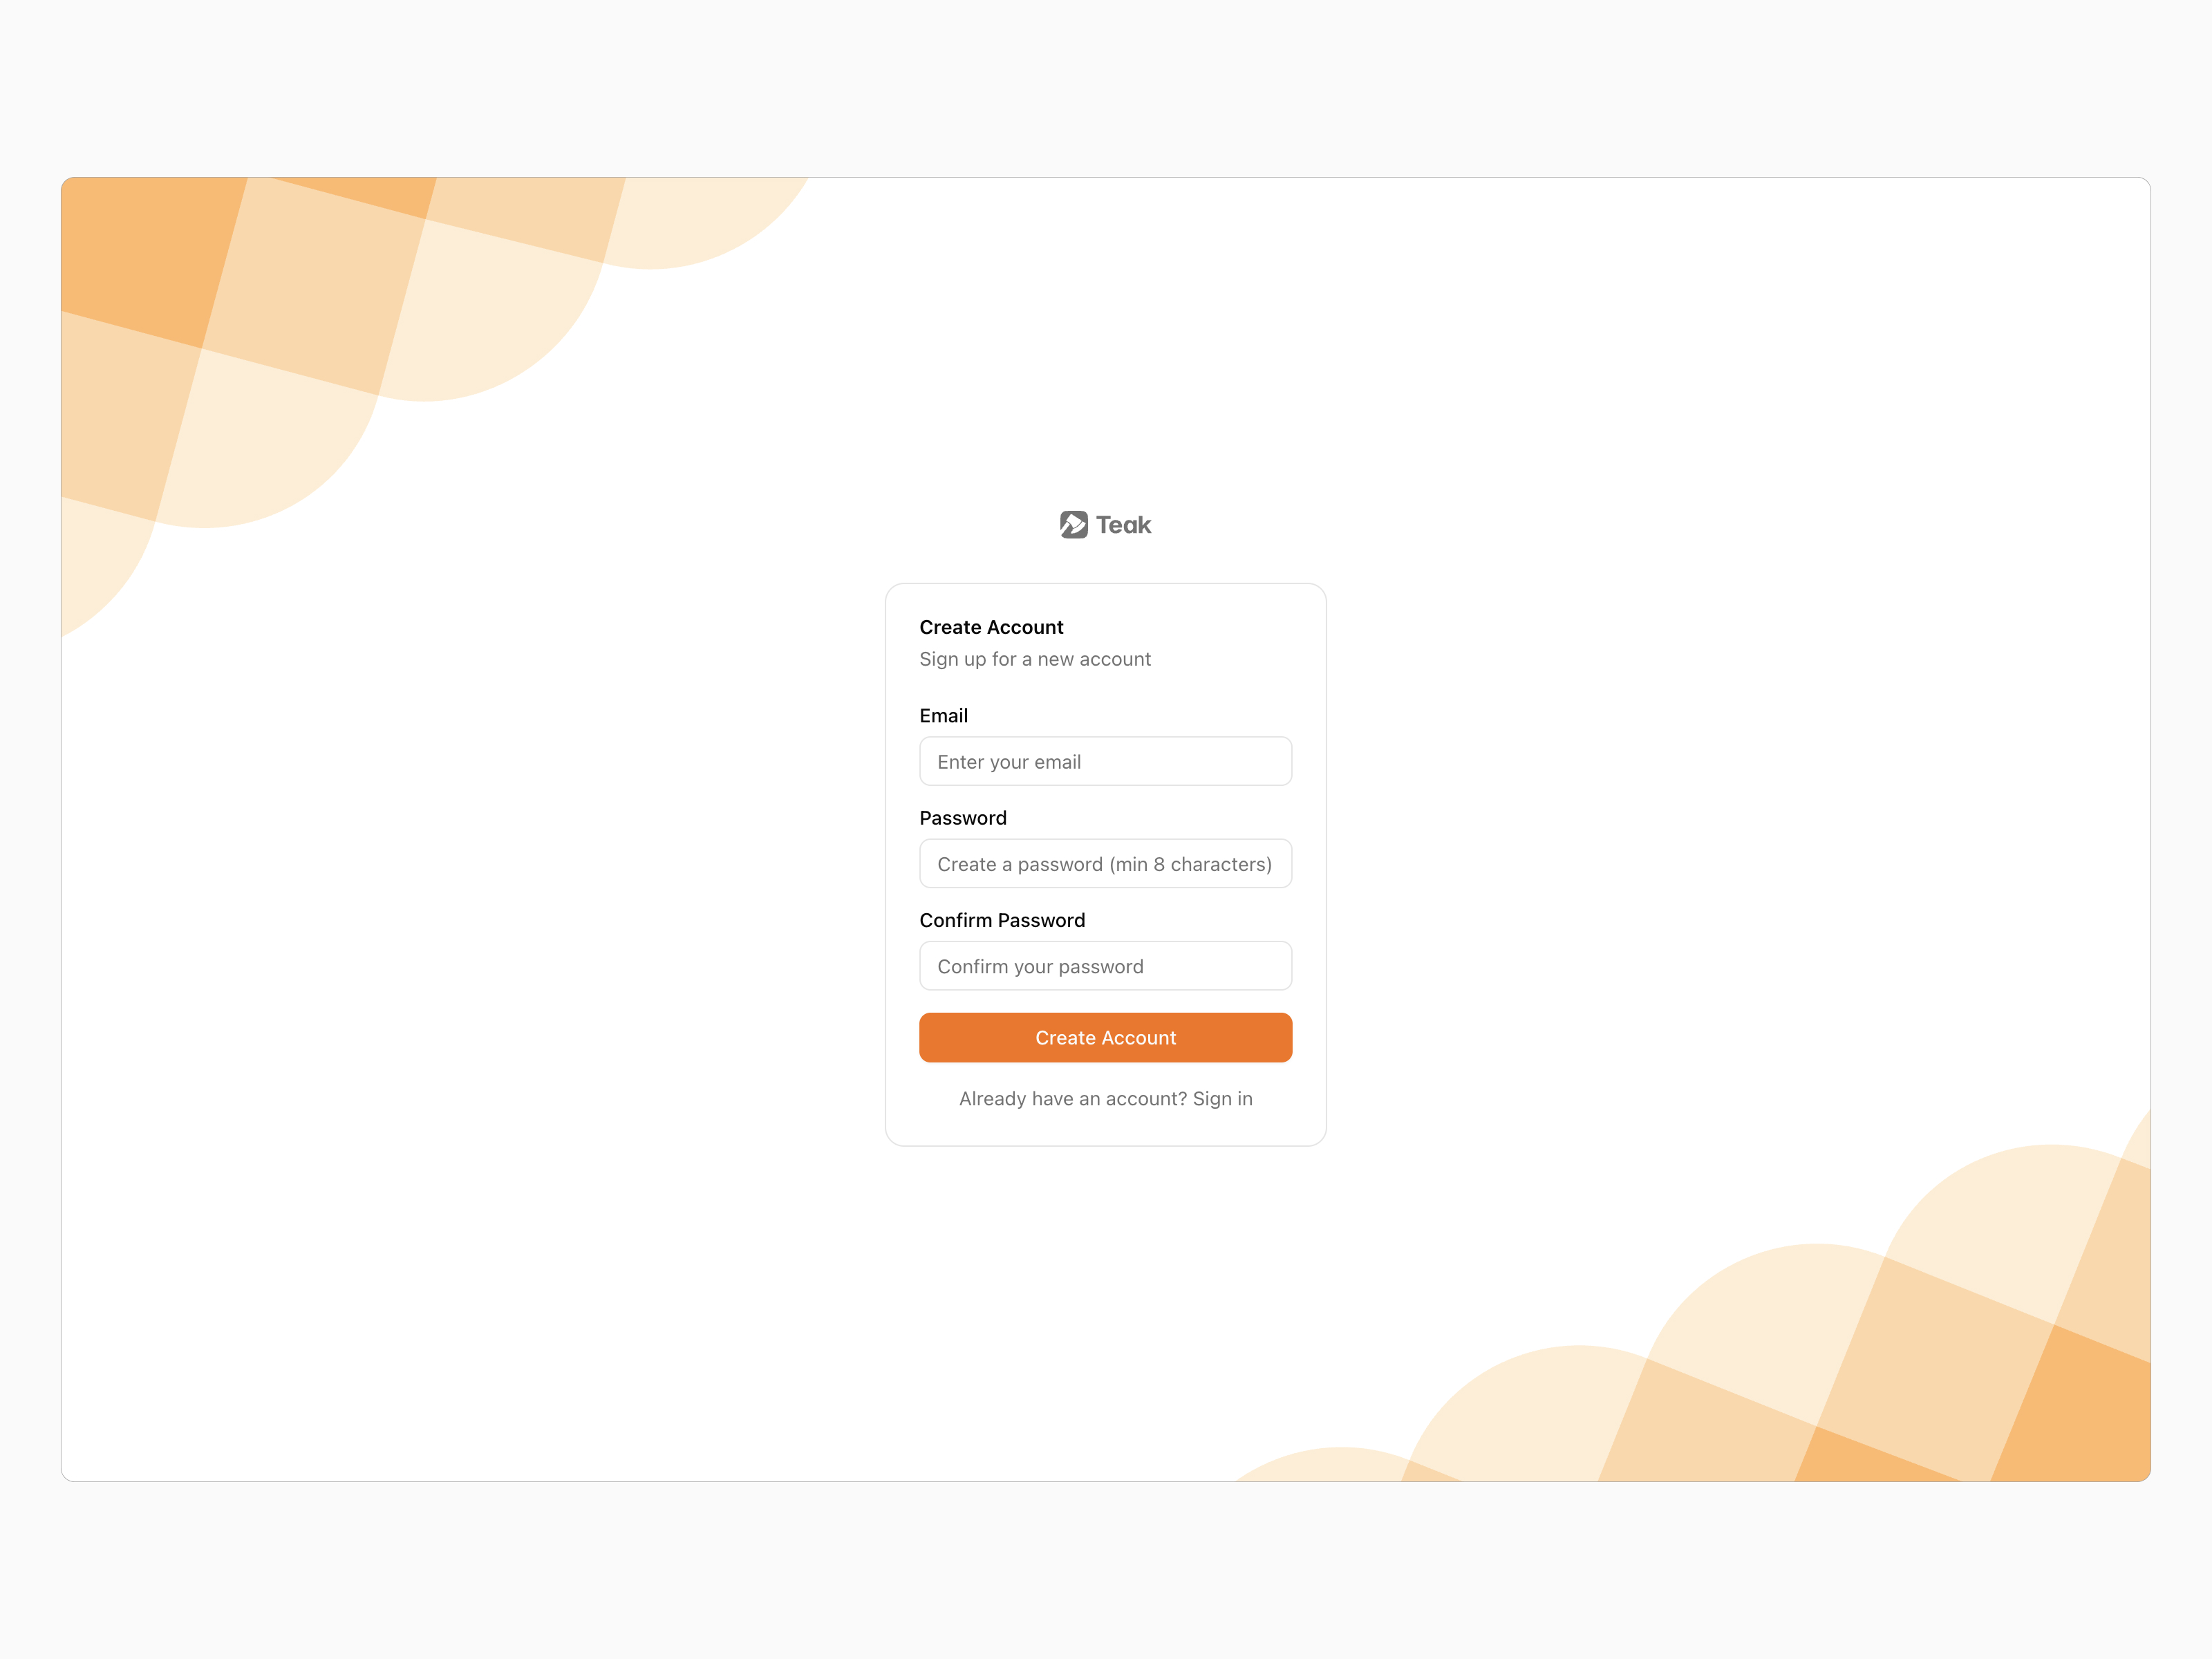 Teak
Create Account
Sign up for a new account
Email
Enter your email
Password
Create a password (min 8 characters)
Confirm Password
Confirm your password
Create Account
Already have an account? Sign in